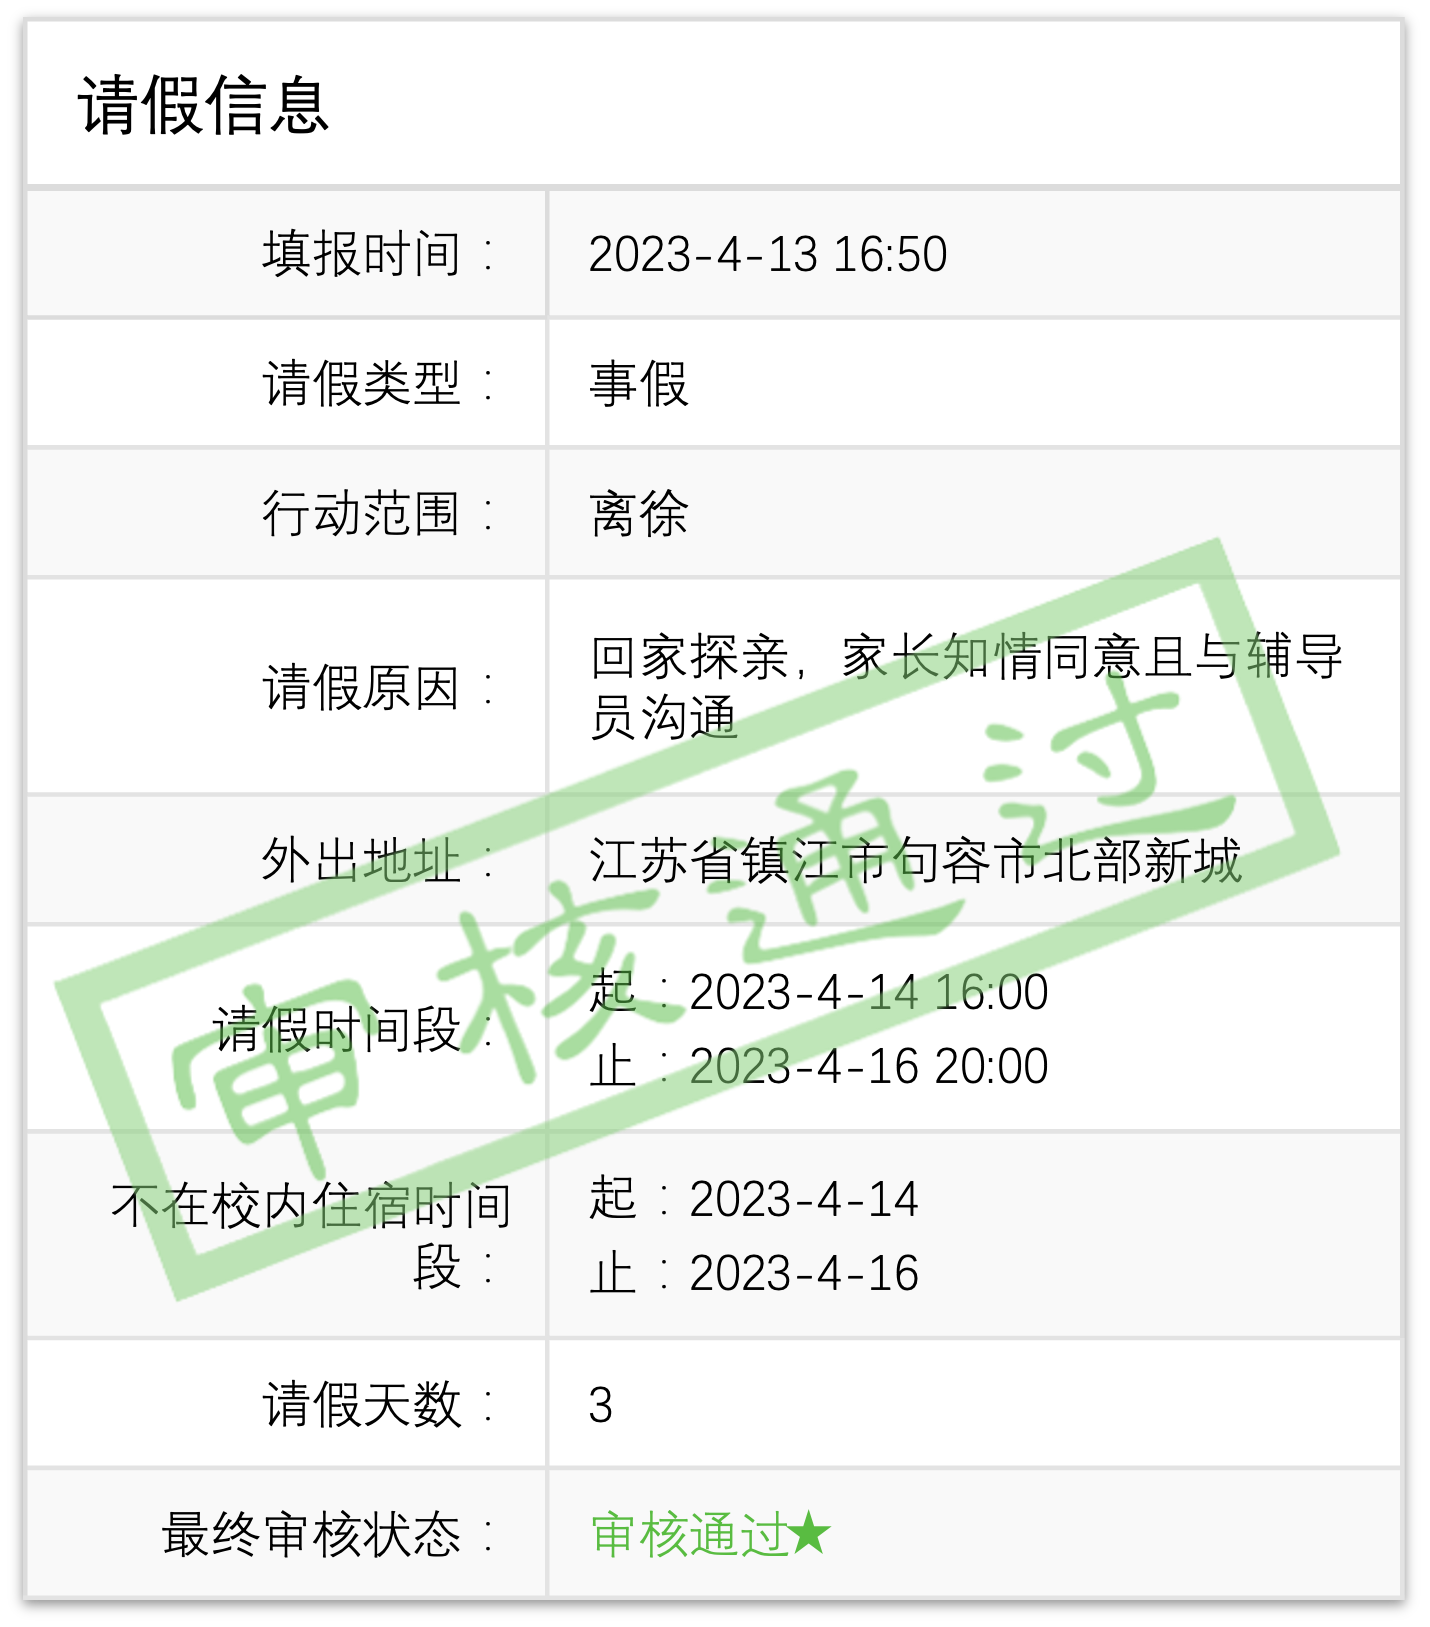 请假信息
填报时间： 2023-4-13 16:50
请假类型： 事假
行动范围： 离徐
请假原因： 回家探亲，家长知情同意且与辅导
员沟通
外出地址： 江苏省镇江市句容市北部新城
请假时间段： 起：2023-4-14 16:00
止：2023-4-16 20:00
不在校内住宿时间
段：
起：2023-4-14
止：2023-4-16
请假天数： 3
最终审核状态： 审核通过★
审核通过